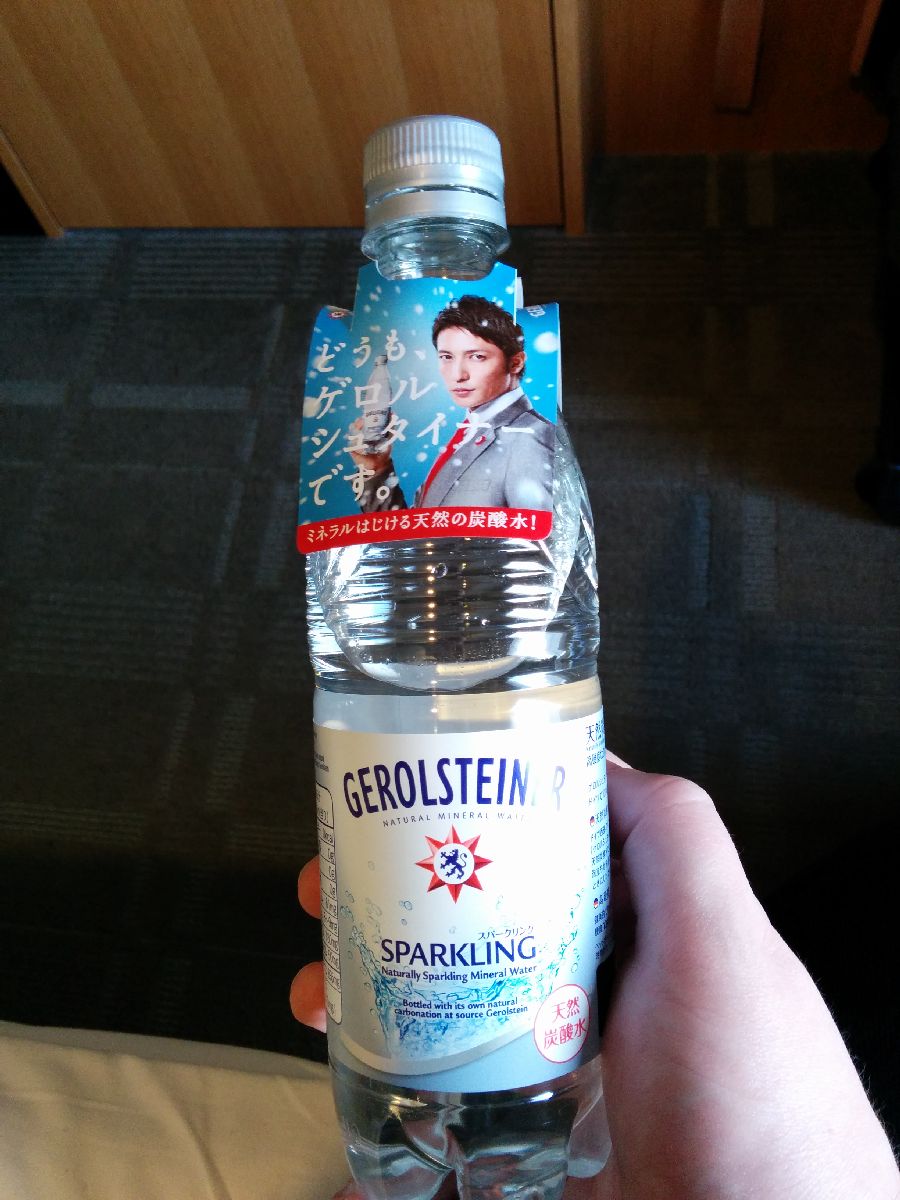 どうも、
ゲロル
シュタイナー
です。
ミネラルはじける天然の炭酸水！
GEROLSTEINER
NATURAL MINERAL WATER
スパークリング
SPARKLING
Naturally Sparkling Mineral Water
Bottled with its own natural
carbonation at source Gerolstein
天然
炭酸水